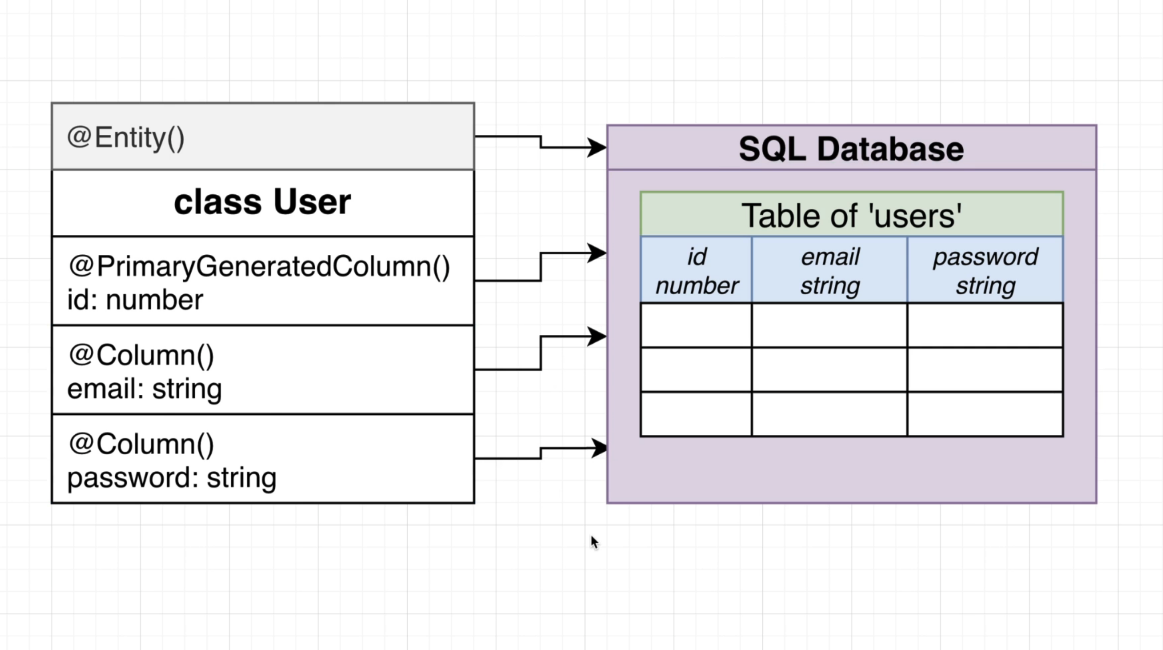 @Entity()
class User
@PrimaryGeneratedColumn()
id: number
@Column()
email: string
@Column()
password: string
SQL Database
Table of 'users'
id
number
email
string
password
string